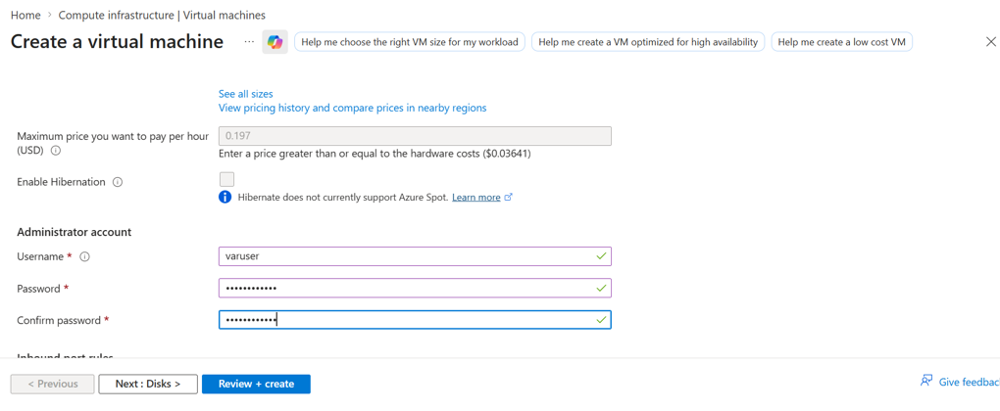 Home > Compute infrastructure | Virtual machines
Create a virtual machine ... Help me choose the right VM size for my workload Help me create a VM optimized for high availability Help me create a low cost VM
See all sizes
View pricing history and compare prices in nearby regions
Maximum price you want to pay per hour (USD) 0.197
Enter a price greater than or equal to the hardware costs ($0.03641)
Enable Hibernation
Hibernate does not currently support Azure Spot. Learn more
Administrator account
Username * varuser
Password * ••••••••••••
Confirm password * ••••••••••••
Inbound port rules
< Previous Next : Disks > Review + create Give feedbac